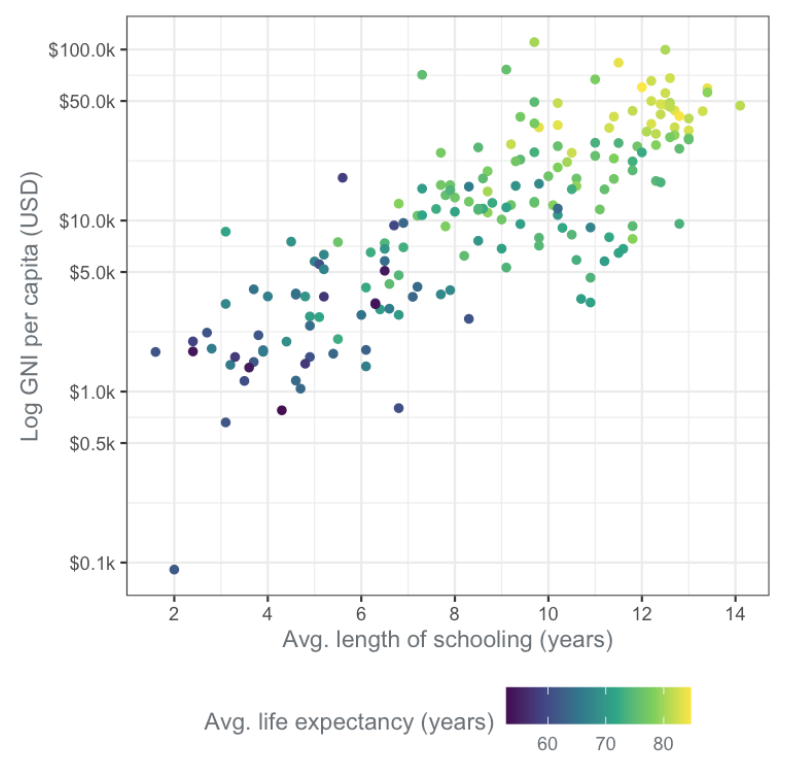 Log GNI per capita (USD)
$100.0k
$50.0k
$10.0k
$5.0k
$1.0k
$0.5k
$0.1k
2 4 6 8 10 12 14
Avg. length of schooling (years)
Avg. life expectancy (years)
60 70 80